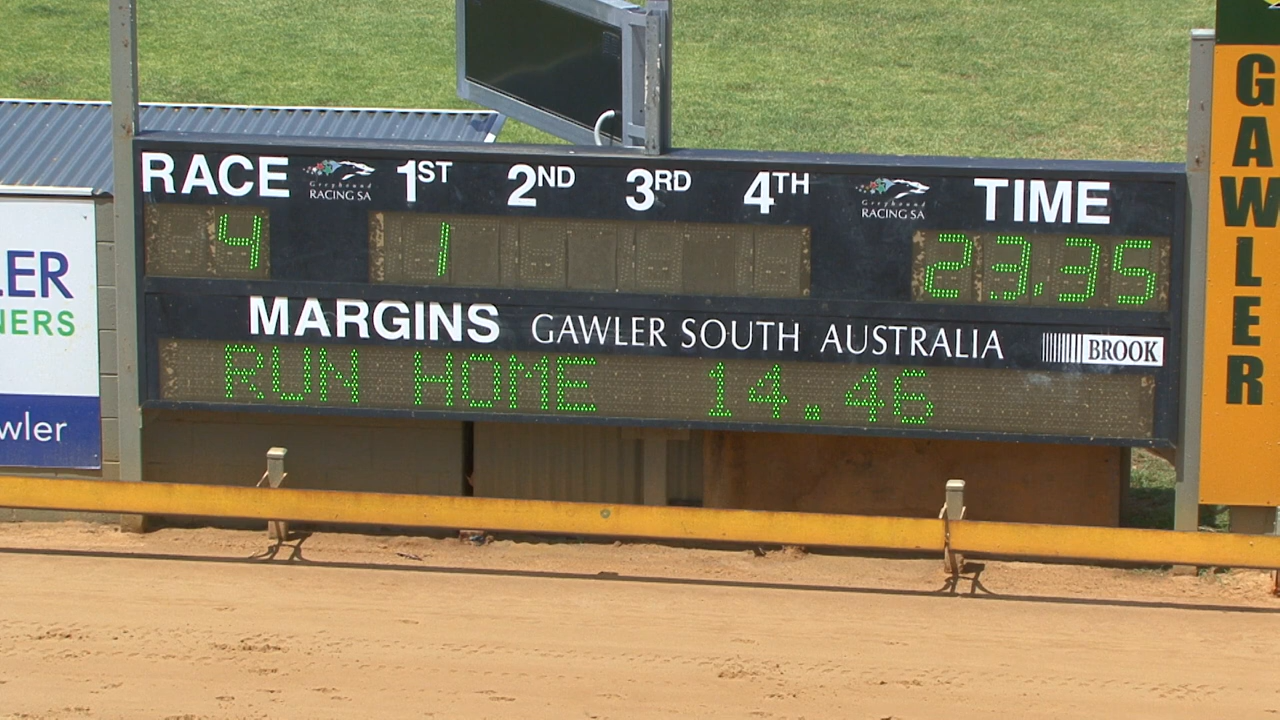 RACE Greyhound RACING SA 1ST 2ND 3RD 4TH Greyhound RACING SA TIME
4 1 23.35
MARGINS GAWLER SOUTH AUSTRALIA BROOK
RUN HOME 14.46
GAWLER
LER
NERS
wler